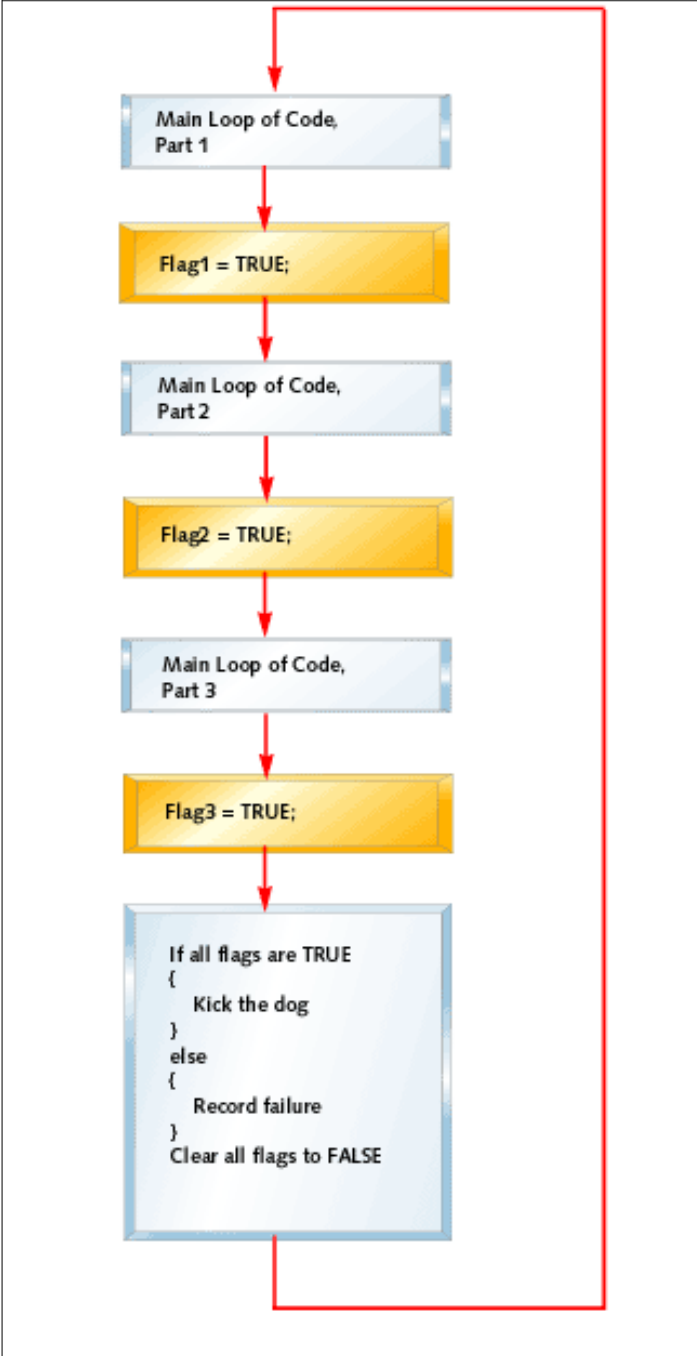 Main Loop of Code,
Part 1
Flag1 = TRUE;
Main Loop of Code,
Part 2
Flag2 = TRUE;
Main Loop of Code,
Part 3
Flag3 = TRUE;
If all flags are TRUE
{
Kick the dog
}
else
{
Record failure
}
Clear all flags to FALSE